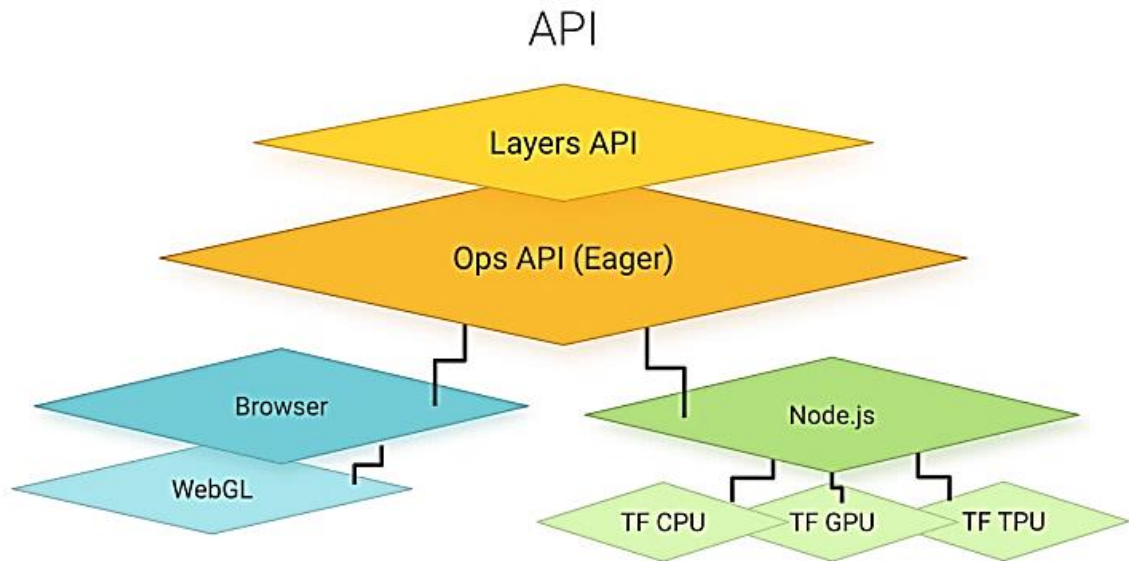 API
Layers API
Ops API (Eager)
Browser
Node.js
WebGL
TF CPU
TF GPU
TF TPU